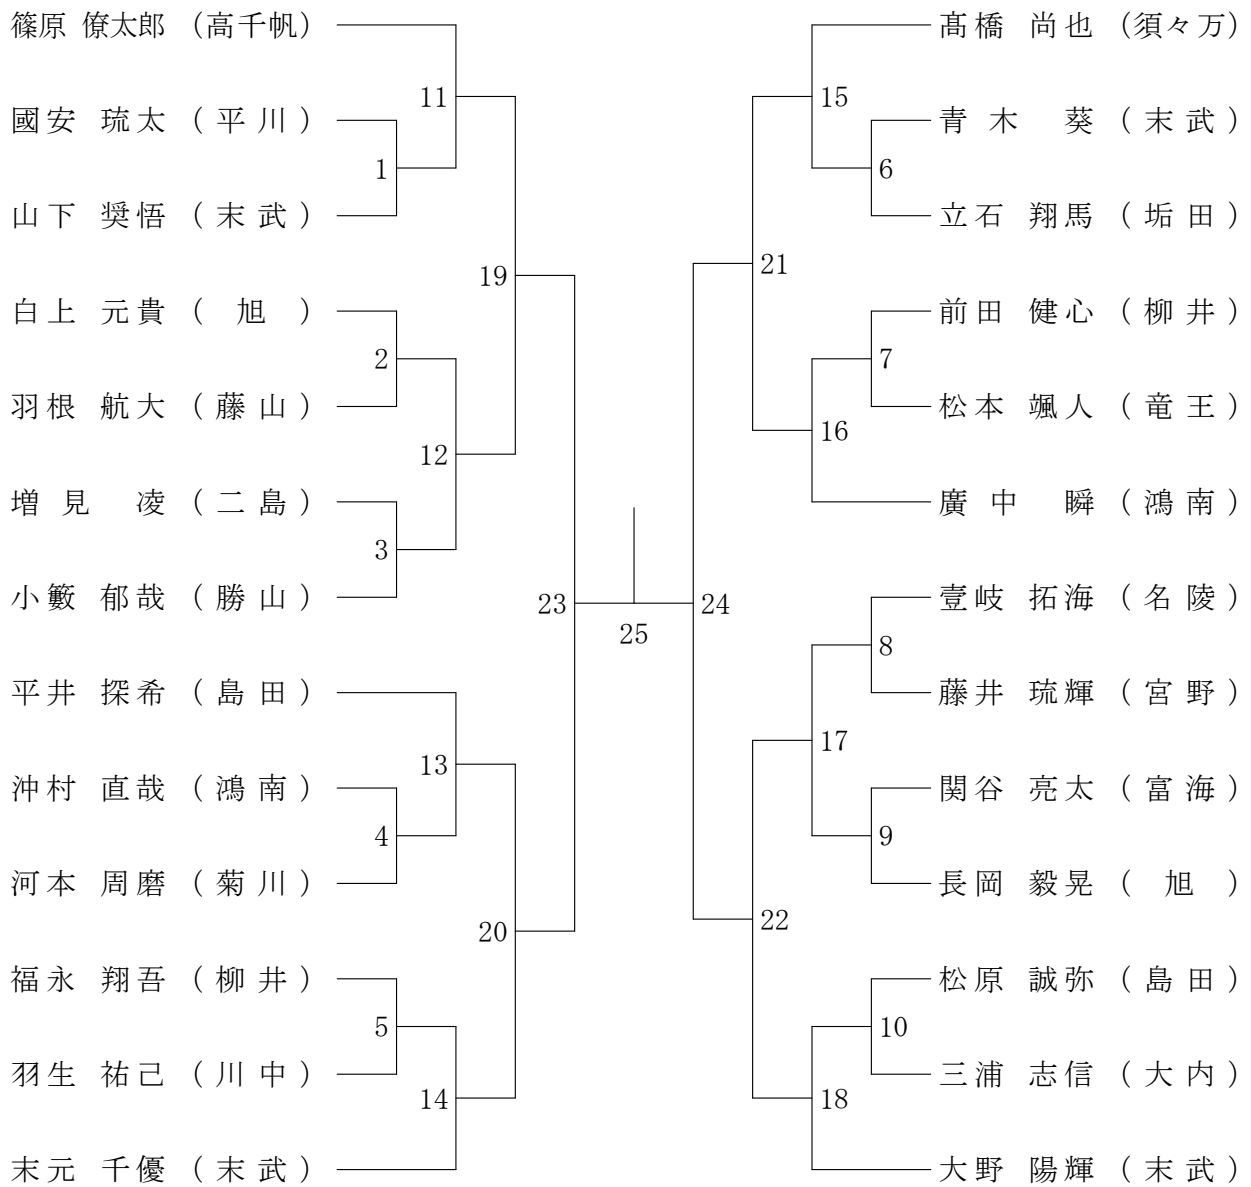 篠原 僚太郎 (高千帆)
國安 琉太 (平川)
山下 奨悟 (末武)
白上 元貴 (旭)
羽根 航大 (藤山)
増見 凌 (二島)
小籔 郁哉 (勝山)
平井 探希 (島田)
沖村 直哉 (鴻南)
河本 周磨 (菊川)
福永 翔吾 (柳井)
羽生 祐己 (川中)
末元 千優 (末武)
11
1
19
2
12
3
23
13
4
20
5
14
25
15
6
21
7
16
24
8
17
9
22
10
18
髙橋 尚也 (須々万)
青木 葵 (末武)
立石 翔馬 (垢田)
前田 健心 (柳井)
松本 颯人 (竜王)
廣中 瞬 (鴻南)
壹岐 拓海 (名陵)
藤井 琉輝 (宮野)
関谷 亮太 (富海)
長岡 毅晃 (旭)
松原 誠弥 (島田)
三浦 志信 (大内)
大野 陽輝 (末武)